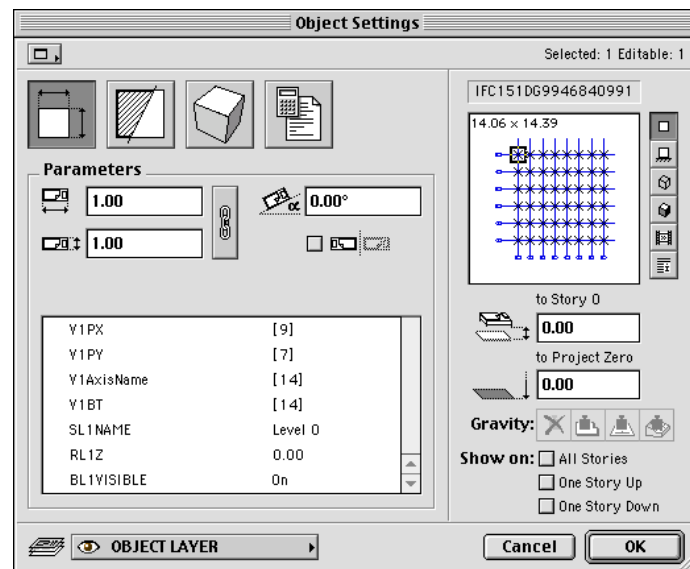 Object Settings
Selected: 1 Editable: 1
IFC151DG9946840991
14.06 x 14.39
Parameters
1.00
α 0.00°
1.00
V1PX [9]
V1PY [7]
V1AxisName [14]
V1BT [14]
SL1NAME Level 0
RL1Z 0.00
BL1VISIBLE On
to Story 0
0.00
to Project Zero
0.00
Gravity:
Show on: All Stories
One Story Up
One Story Down
OBJECT LAYER
Cancel OK